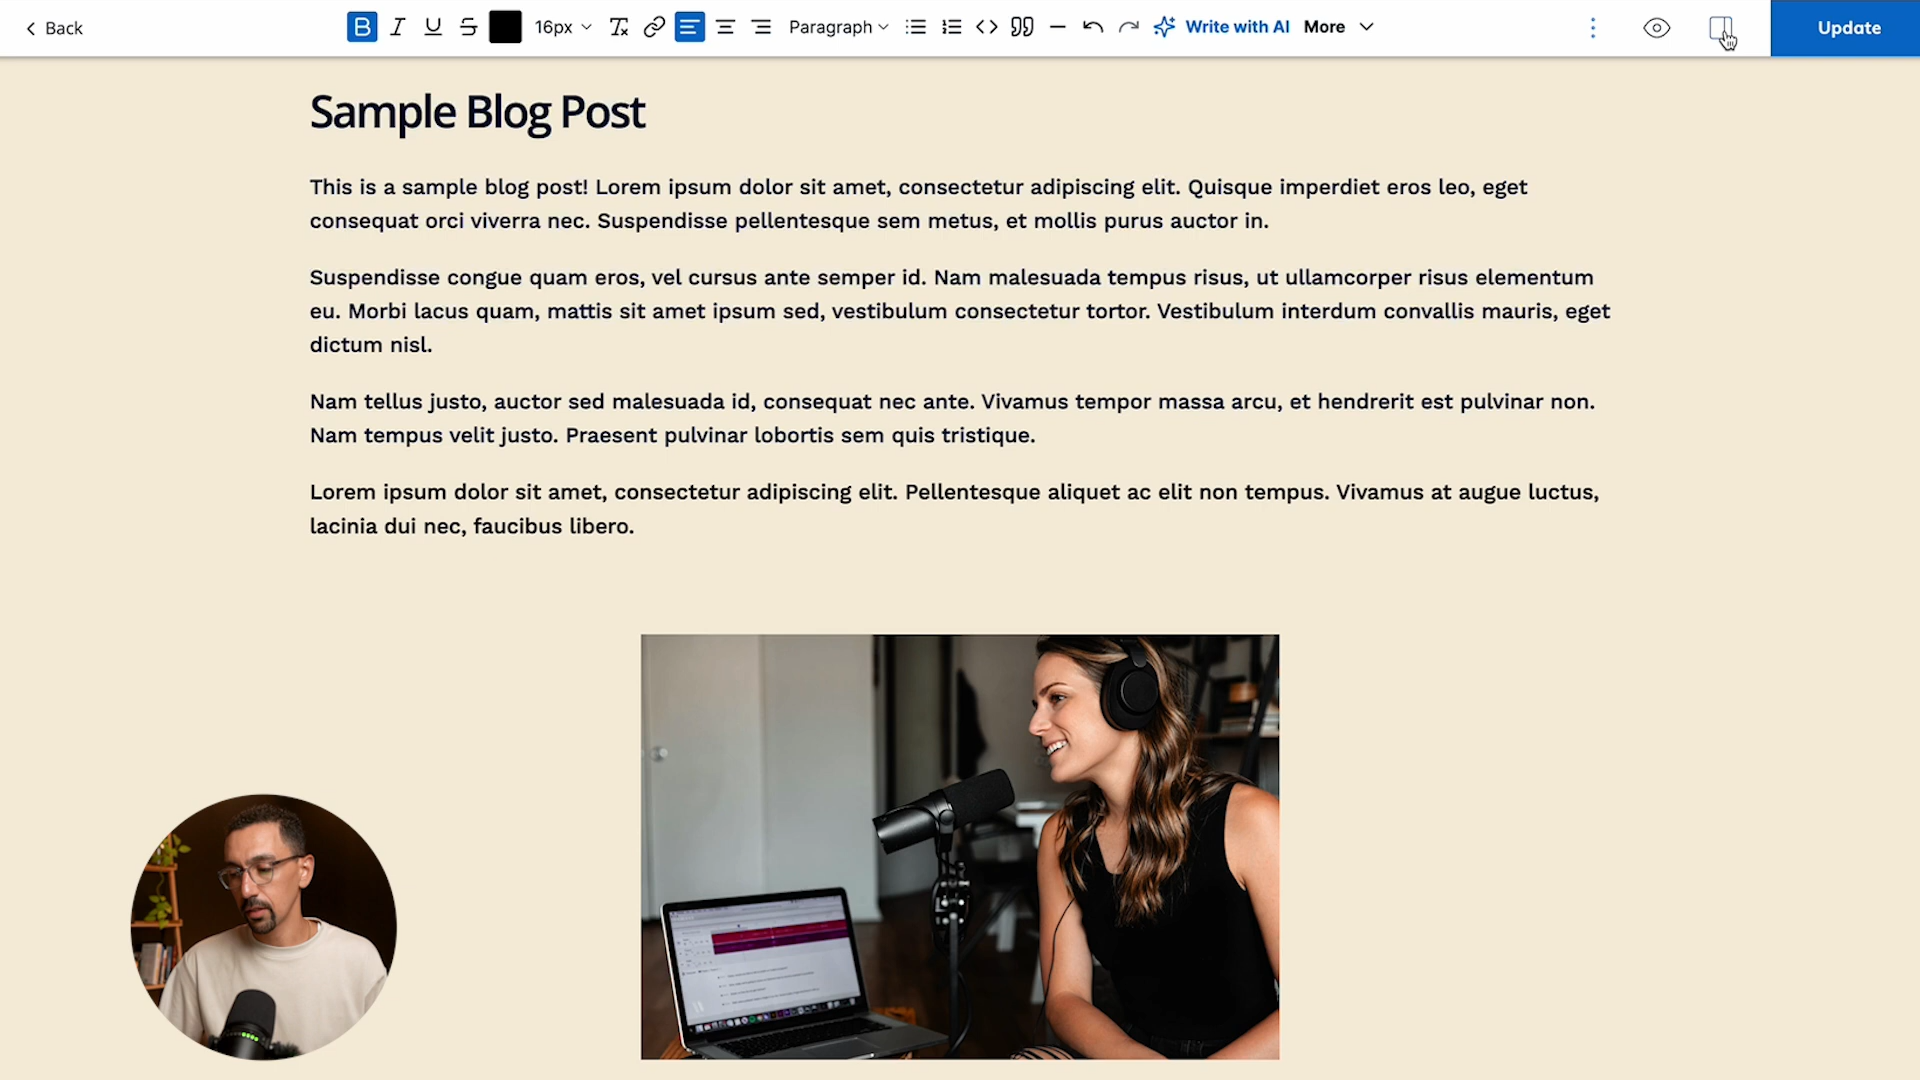 Back
16px
Paragraph
Write with AI
More
Update
Sample Blog Post
This is a sample blog post! Lorem ipsum dolor sit amet, consectetur adipiscing elit. Quisque imperdiet eros leo, eget
consequat orci viverra nec. Suspendisse pellentesque sem metus, et mollis purus auctor in.
Suspendisse congue quam eros, vel cursus ante semper id. Nam malesuada tempus risus, ut ullamcorper risus elementum
eu. Morbi lacus quam, mattis sit amet ipsum sed, vestibulum consectetur tortor. Vestibulum interdum convallis mauris, eget
dictum nisl.
Nam tellus justo, auctor sed malesuada id, consequat nec ante. Vivamus tempor massa arcu, et hendrerit est pulvinar non.
Nam tempus velit justo. Praesent pulvinar lobortis sem quis tristique.
Lorem ipsum dolor sit amet, consectetur adipiscing elit. Pellentesque aliquet ac elit non tempus. Vivamus at augue luctus,
lacinia dui nec, faucibus libero.